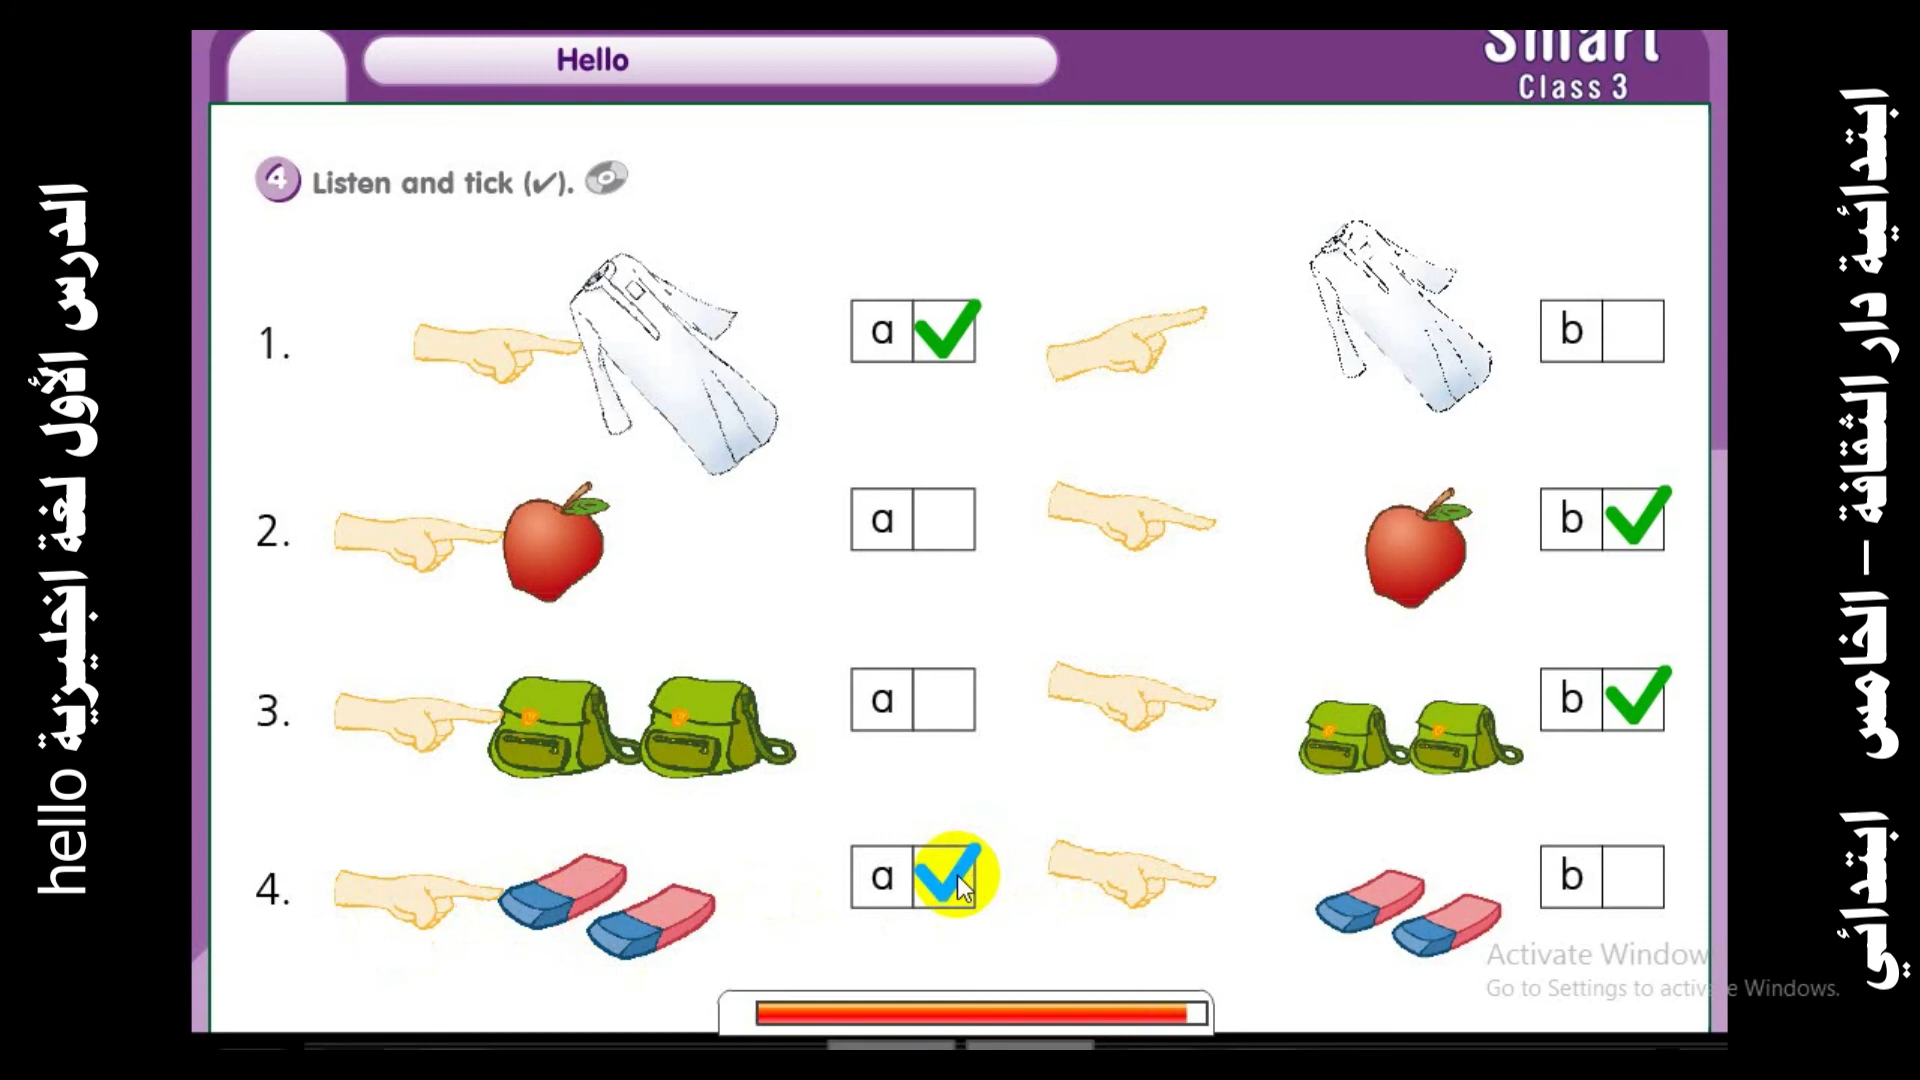 Hello
Smart
Class 3
4 Listen and tick (✓).
1. a b
2. a b
3. a b
4. a b
Activate Window
Go to Settings to activate Windows.
الدرس الأول لغة انجليزية hello
ابتدائية دار الثقافة – الخامس ابتدائي